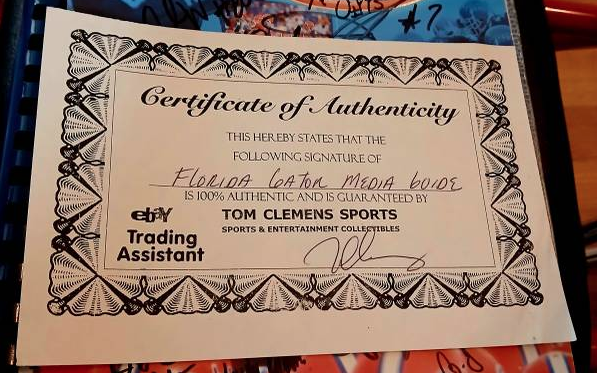 #7
Certificate of Authenticity
THIS HEREBY STATES THAT THE
FOLLOWING SIGNATURE OF
FLORIDA GATOR MEDIA GUIDE
IS 100% AUTHENTIC AND IS GUARANTEED BY
ebay
Trading
Assistant
TOM CLEMENS SPORTS
SPORTS & ENTERTAINMENT COLLECTIBLES